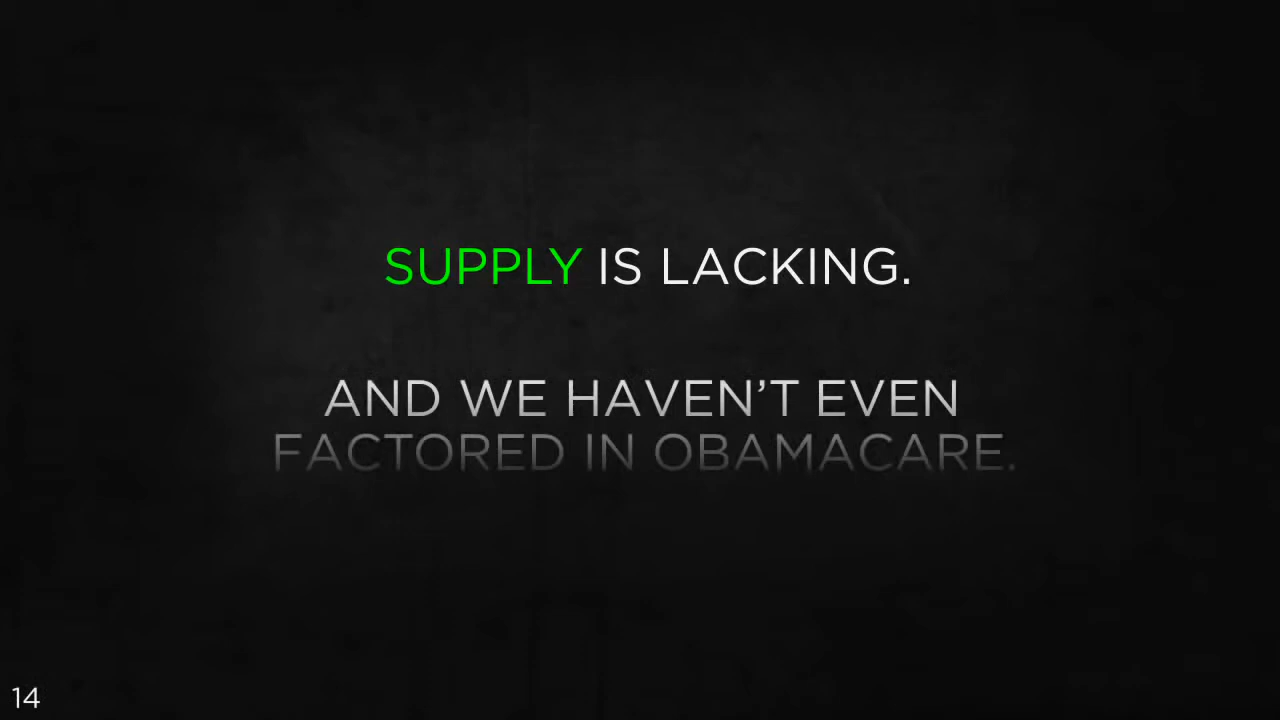 SUPPLY IS LACKING.
AND WE HAVEN’T EVEN
FACTORED IN OBAMACARE.
14